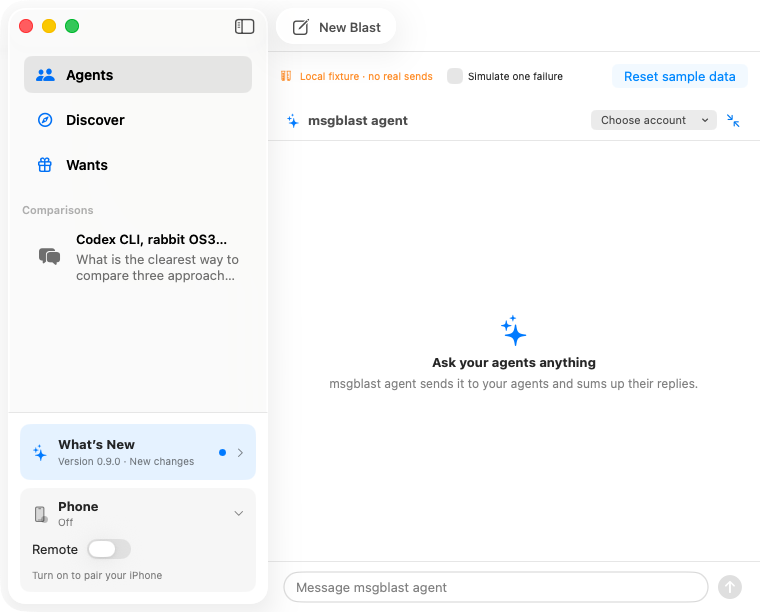 New Blast
Agents
Discover
Wants
Comparisons
Codex CLI, rabbit OS3...
What is the clearest way to
compare three approach...
What's New
Version 0.9.0 · New changes
Phone
Off
Remote
Turn on to pair your iPhone
Local fixture · no real sends
Simulate one failure
Reset sample data
msgblast agent
Choose account
Ask your agents anything
msgblast agent sends it to your agents and sums up their replies.
Message msgblast agent